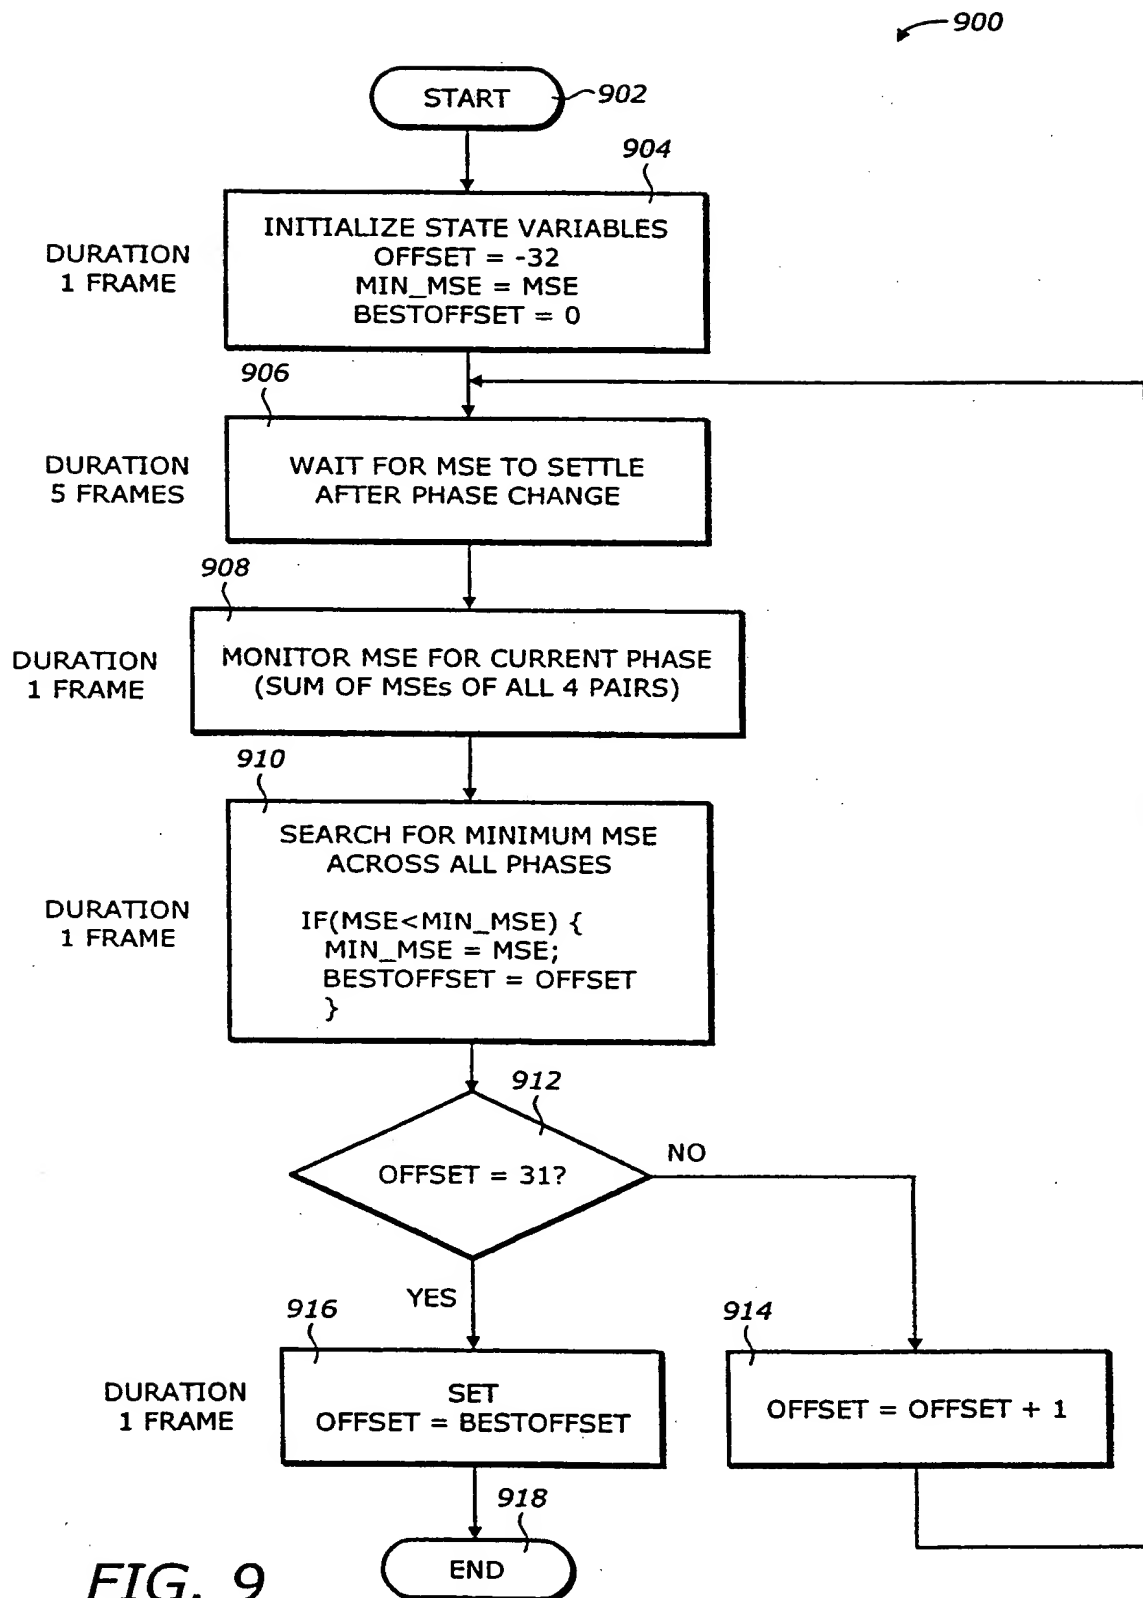 900
START
902
904
DURATION
1 FRAME
INITIALIZE STATE VARIABLES
OFFSET = -32
MIN_MSE = MSE
BESTOFFSET = 0
906
DURATION
5 FRAMES
WAIT FOR MSE TO SETTLE
AFTER PHASE CHANGE
908
DURATION
1 FRAME
MONITOR MSE FOR CURRENT PHASE
(SUM OF MSEs OF ALL 4 PAIRS)
910
DURATION
1 FRAME
SEARCH FOR MINIMUM MSE
ACROSS ALL PHASES
IF(MSE<MIN_MSE) {
MIN_MSE = MSE;
BESTOFFSET = OFFSET
}
912
OFFSET = 31?
NO
YES
916
DURATION
1 FRAME
SET
OFFSET = BESTOFFSET
914
OFFSET = OFFSET + 1
918
END
FIG. 9